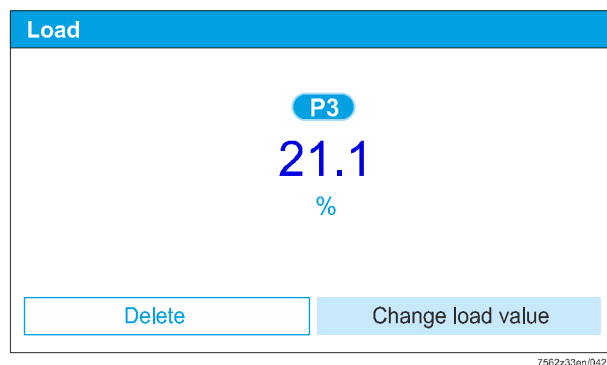 Load
P3
21.1
%
Delete
Change load value
7562z33en/042